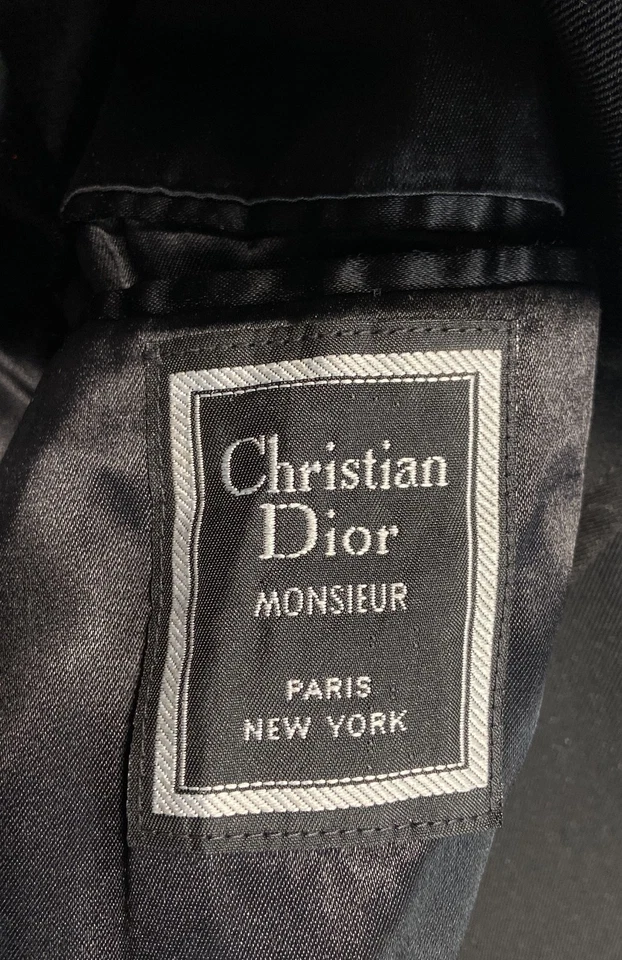 Christian
Dior
MONSIEUR
PARIS
NEW YORK